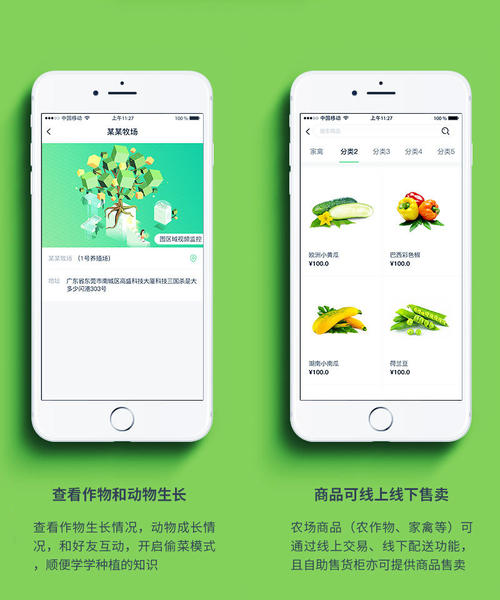 中国移动
上午11:27
100 %
某某牧场
图区域视频监控
某某牧场 (1号养殖场)
地址 广东省东莞市南城区高盛科技大厦科技三国杀是大
多少闪港303号
中国移动
上午11:27
100 %
搜索商品
家禽 分类2 分类3 分类4 分类5
欧洲小黄瓜
¥100.0
巴西彩色椒
¥100.0
湖南小南瓜
¥100.0
荷兰豆
¥100.0
查看作物和动物生长
查看作物生长情况，动物成长情
况，和好友互动，开启偷菜模式
，顺便学学种植的知识
商品可线上线下售卖
农场商品（农作物、家禽等）可
通过线上交易、线下配送功能，
且自助售货柜亦可提供商品售卖